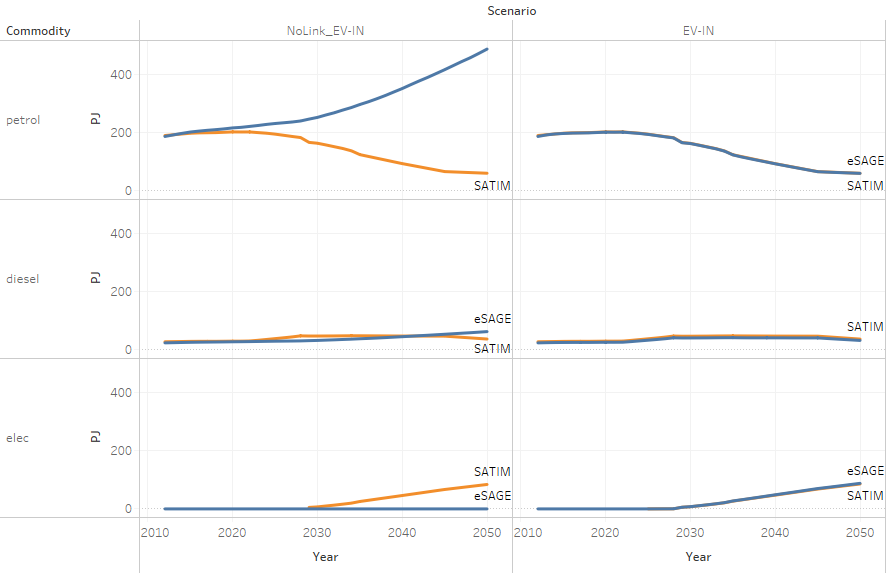 Scenario
Commodity
NoLink_EV-IN
EV-IN
petrol
PJ
400
200
0
SATIM
eSAGE
SATIM
diesel
PJ
400
200
0
eSAGE
SATIM
SATIM
elec
PJ
400
200
0
SATIM
eSAGE
eSAGE
SATIM
2010 2020 2030 2040 2050 2010 2020 2030 2040 2050
Year Year